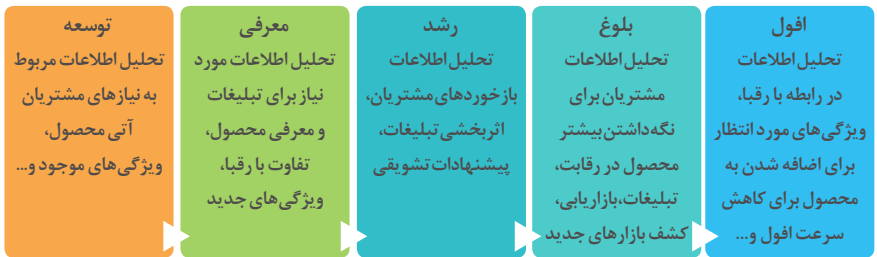 توسعه
تحلیل اطلاعات مربوط
به نیازهای مشتریان
آتی محصول،
ویژگی‌های موجود و...
معرفی
تحلیل اطلاعات مورد
نیاز برای تبلیغات
و معرفی محصول،
تفاوت با رقبا،
ویژگی‌های جدید
رشد
تحلیل اطلاعات
بازخوردهای مشتریان،
اثربخشی تبلیغات،
پیشنهادات تشویقی
بلوغ
تحلیل اطلاعات
مشتریان برای
نگه‌داشتن بیشتر
محصول در رقابت،
تبلیغات، بازاریابی،
کشف بازارهای جدید
افول
تحلیل اطلاعات
در رابطه با رقبا،
ویژگی‌های مورد انتظار
برای اضافه شدن به
محصول برای کاهش
سرعت افول و...